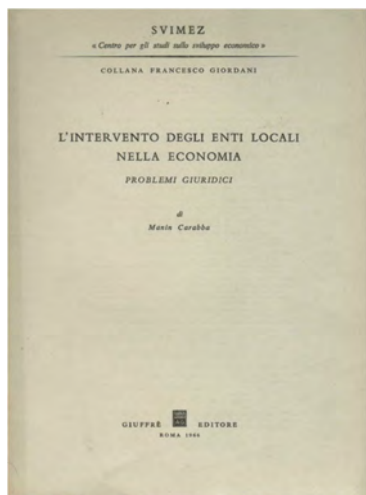 SVIMEZ
« Centro per gli studi sullo sviluppo economico »
COLLANA FRANCESCO GIORDANI
L'INTERVENTO DEGLI ENTI LOCALI
NELLA ECONOMIA
PROBLEMI GIURIDICI
di
Manin Carabba
GIUFFRÈ EDITORE
ROMA 1966